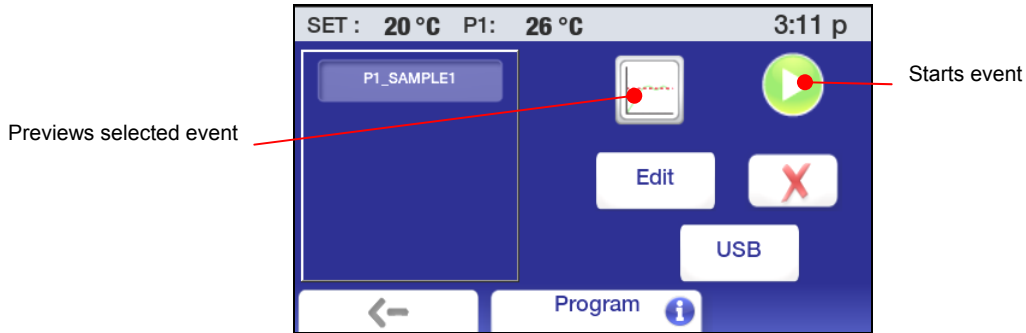 SET : 20 °C P1: 26 °C 3:11 p
P1_SAMPLE1
Starts event
Previews selected event
Edit
USB
Program